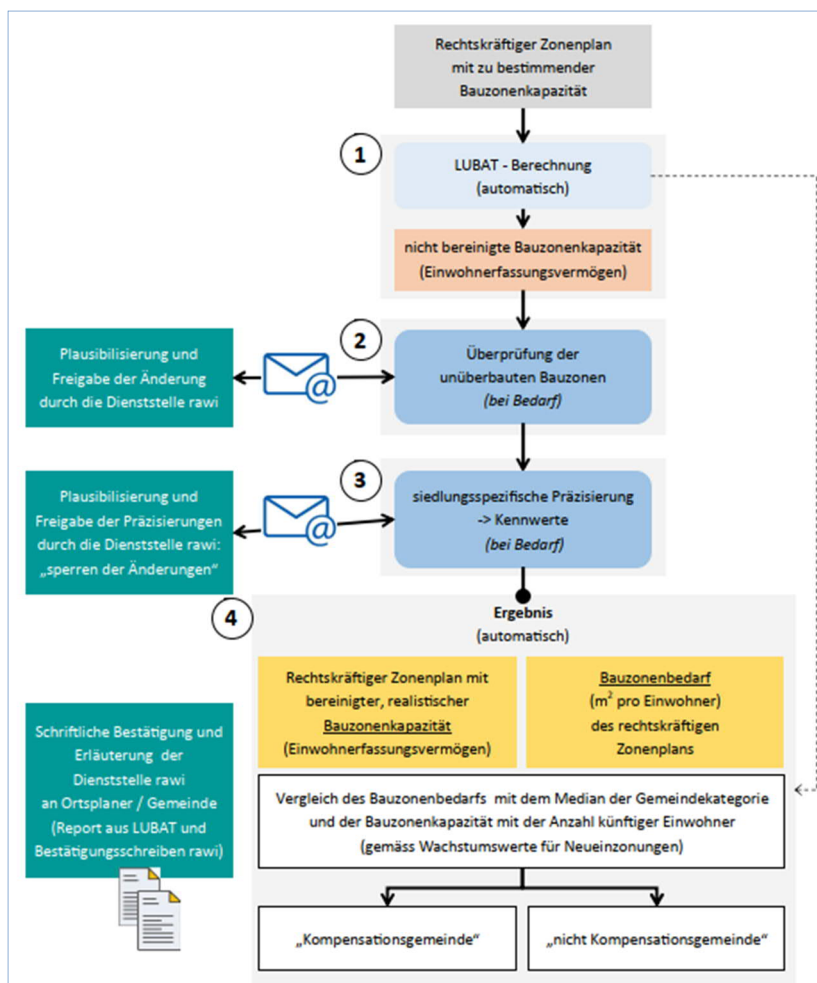 Rechtskräftiger Zonenplan
mit zu bestimmender
Bauzonenkapazität
1
LUBAT - Berechnung
(automatisch)
nicht bereinigte Bauzonenkapazität
(Einwohnerfassungsvermögen)
Plausibilisierung und
Freigabe der Änderung
durch die Dienststelle rawi
@
2
Überprüfung der
unüberbauten Bauzonen
(bei Bedarf)
Plausibilisierung und
Freigabe der Präzisierungen
durch die Dienststelle rawi:
„sperren der Änderungen“
@
3
siedlungsspezifische Präzisierung
-> Kennwerte
(bei Bedarf)
4
Ergebnis
(automatisch)
Rechtskräftiger Zonenplan mit
bereinigter, realistischer
Bauzonenkapazität
(Einwohnerfassungsvermögen)
Bauzonenbedarf
(m² pro Einwohner)
des rechtskräftigen
Zonenplans
Schriftliche Bestätigung und
Erläuterung der
Dienststelle rawi
an Ortsplaner / Gemeinde
(Report aus LUBAT und
Bestätigungsschreiben rawi)
Vergleich des Bauzonenbedarfs mit dem Median der Gemeindekategorie
und der Bauzonenkapazität mit der Anzahl künftiger Einwohner
(gemäss Wachstumswerte für Neueinzonungen)
„Kompensationsgemeinde“
„nicht Kompensationsgemeinde“